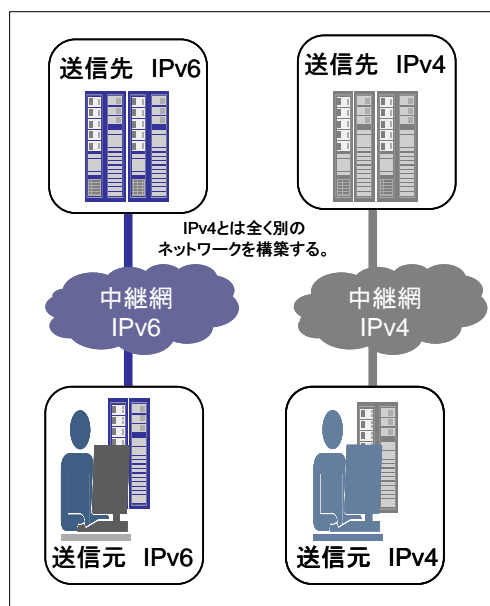 送信先 IPv6
送信先 IPv4
IPv4とは全く別の
ネットワークを構築する。
中継網
IPv6
中継網
IPv4
送信元 IPv6
送信元 IPv4